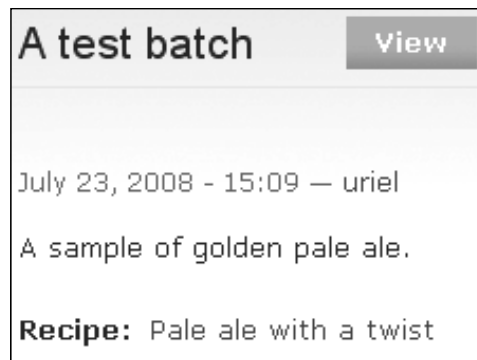 A test batch View
July 23, 2008 - 15:09 — uriel
A sample of golden pale ale.
Recipe: Pale ale with a twist